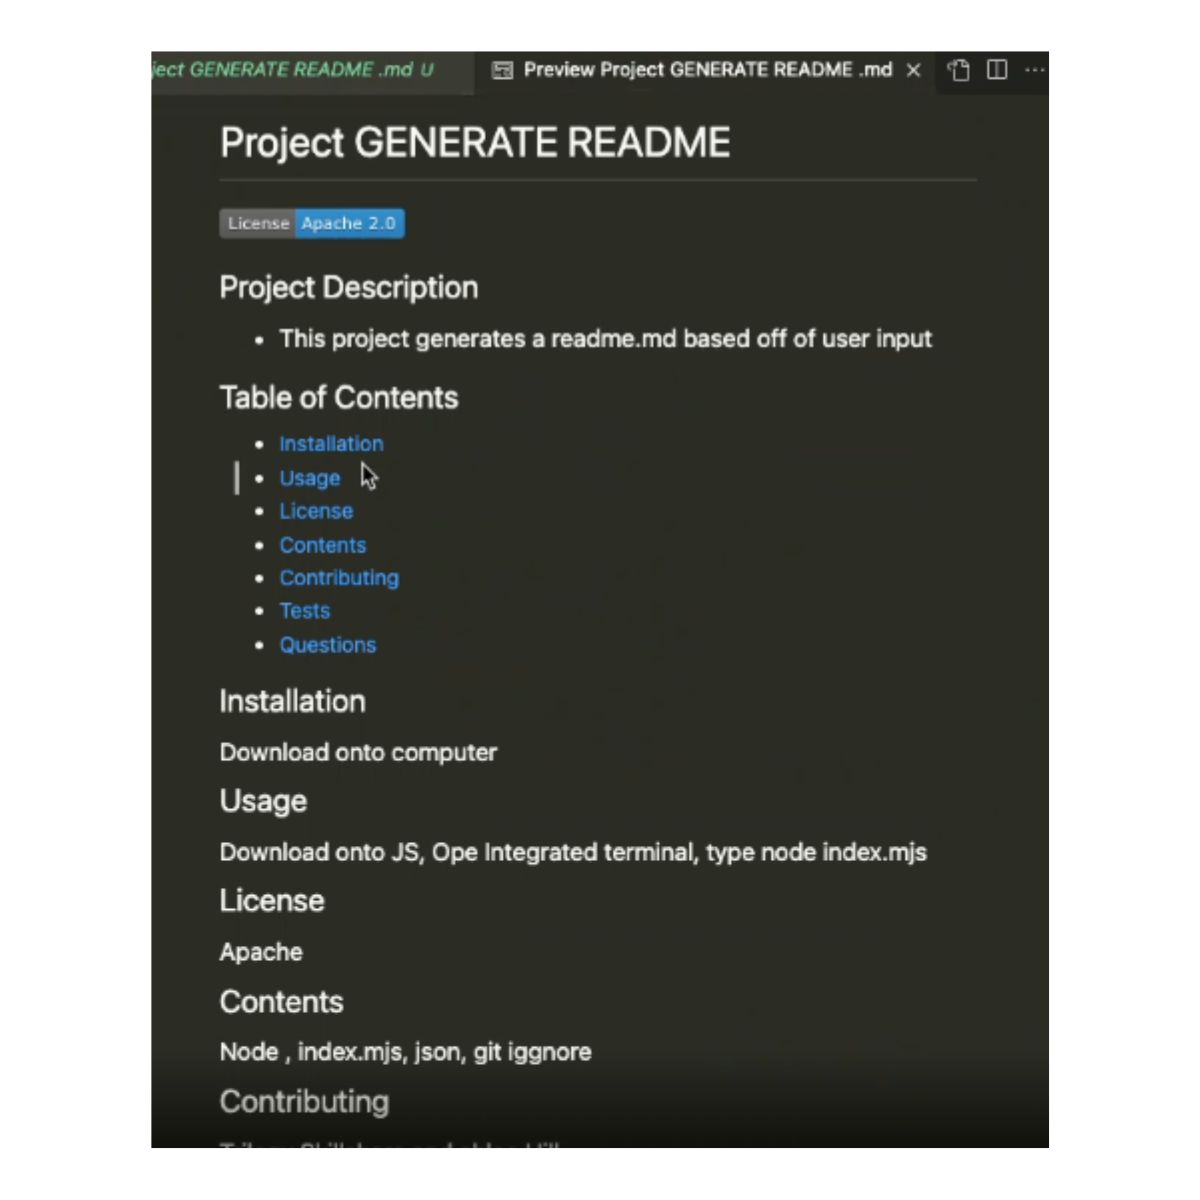 ject GENERATE README .md U
Preview Project GENERATE README .md
Project GENERATE README
License Apache 2.0
Project Description
This project generates a readme.md based off of user input
Table of Contents
Installation
Usage
License
Contents
Contributing
Tests
Questions
Installation
Download onto computer
Usage
Download onto JS, Ope Integrated terminal, type node index.mjs
License
Apache
Contents
Node , index.mjs, json, git iggnore
Contributing